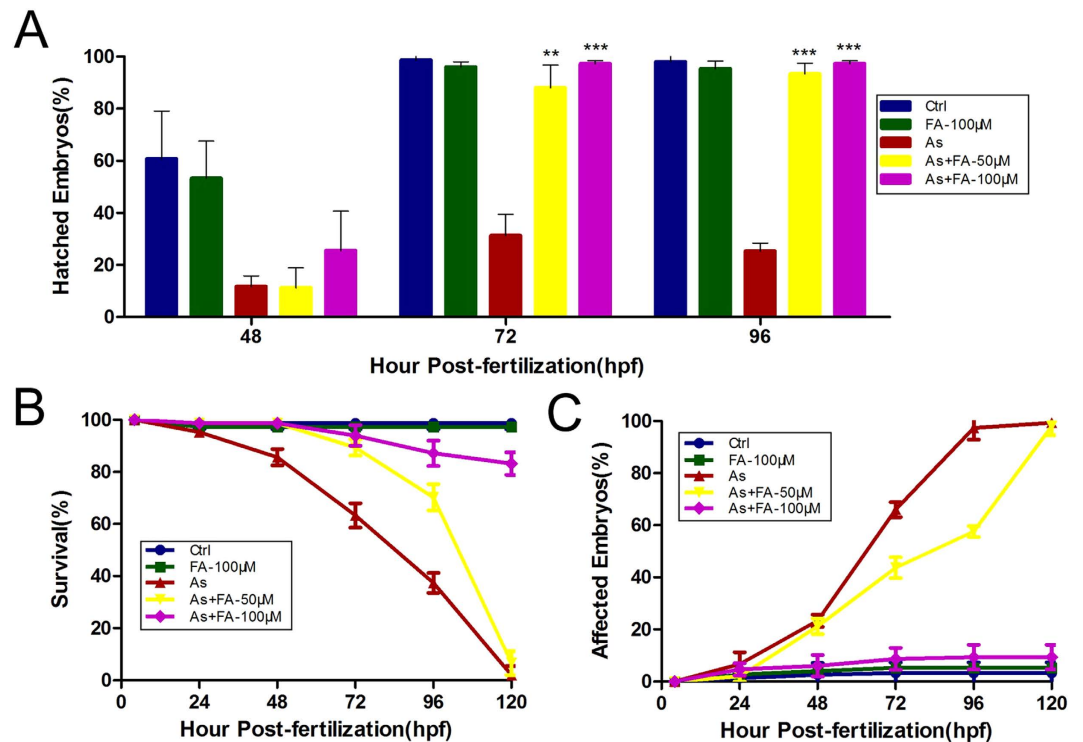 A
100
80
60
40
20
0
Hatched Embryos(%)
** *** *** ***
48 72 96
Hour Post-fertilization(hpf)
Ctrl
FA-100µM
As
As+FA-50µM
As+FA-100µM
B
100
80
60
40
20
0
Survival(%)
Ctrl
FA-100µM
As
As+FA-50µM
As+FA-100µM
0 24 48 72 96 120
Hour Post-fertilization(hpf)
C
100
80
60
40
20
0
Affected Embryos(%)
Ctrl
FA-100µM
As
As+FA-50µM
As+FA-100µM
24 48 72 96 120
Hour Post-fertilization(hpf)